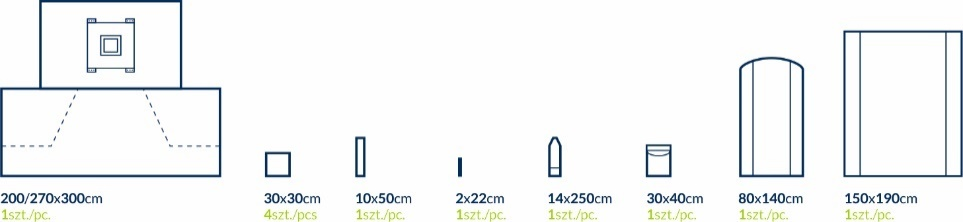 200/270x300cm
1szt./pc.
30x30cm
4szt./pcs
10x50cm
1szt./pc.
2x22cm
1szt./pc.
14x250cm
1szt./pc.
30x40cm
1szt./pc.
80x140cm
1szt./pc.
150x190cm
1szt./pc.